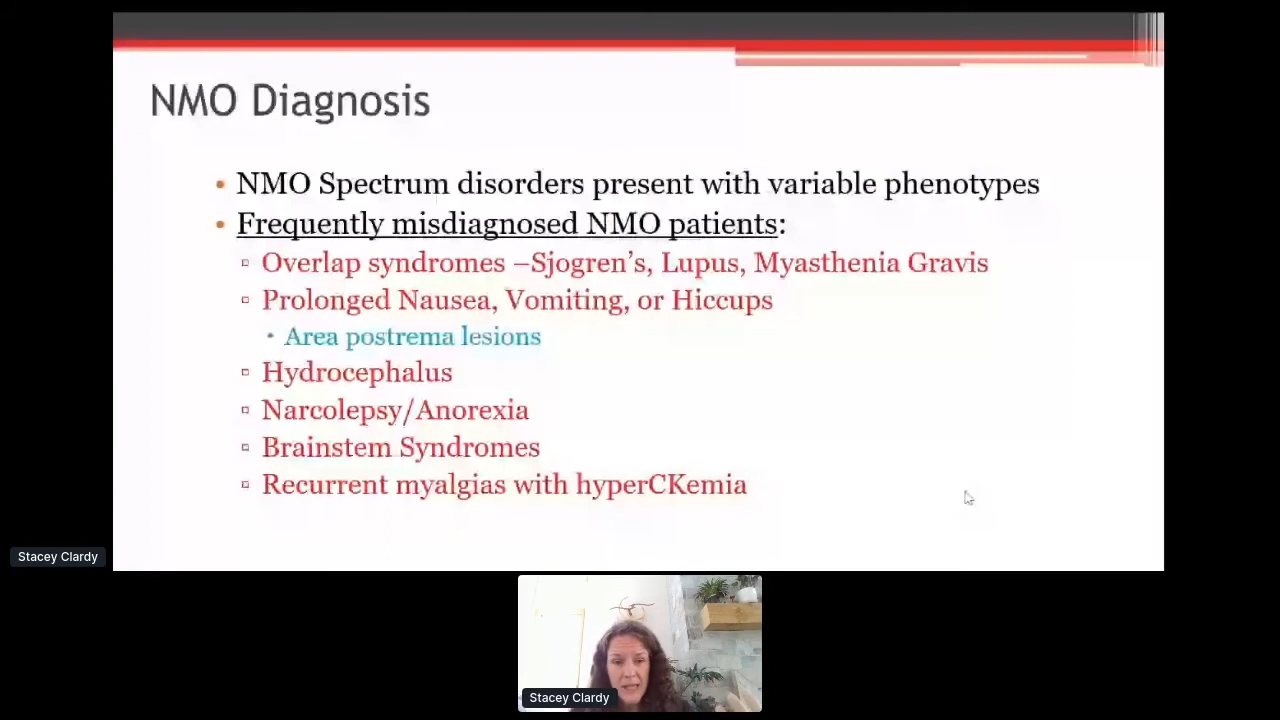 NMO Diagnosis
NMO Spectrum disorders present with variable phenotypes
Frequently misdiagnosed NMO patients:
Overlap syndromes –Sjogren’s, Lupus, Myasthenia Gravis
Prolonged Nausea, Vomiting, or Hiccups
Area postrema lesions
Hydrocephalus
Narcolepsy/Anorexia
Brainstem Syndromes
Recurrent myalgias with hyperCKemia
Stacey Clardy
Stacey Clardy